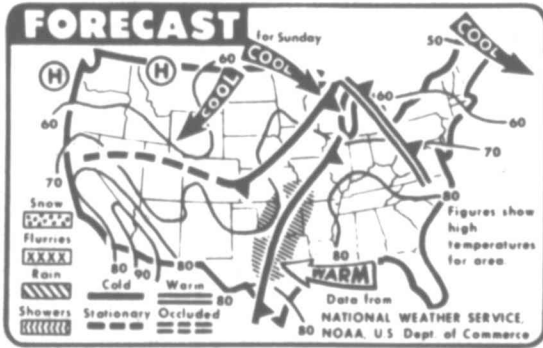 FORECAST
for Sunday
COOL
COOL
COOL
H
H
60
50
60
60
60
70
70
80
80
80
90
80
80
80
Snow
Flurries
XXXX
Rain
Showers
Cold
Warm
Stationary
Occluded
WARM
Figures show
high
temperatures
for area.
Data from
NATIONAL WEATHER SERVICE,
NOAA, U.S. Dept. of Commerce